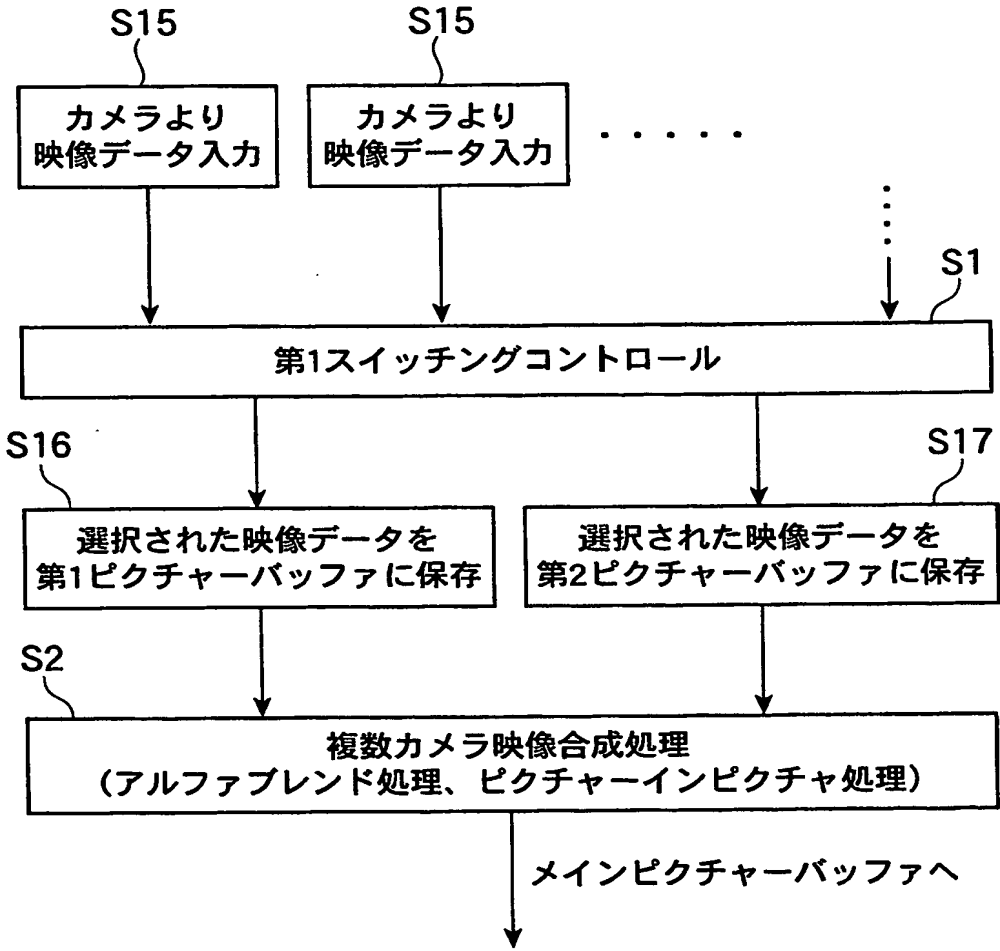 S15
S15
カメラより
映像データ入力
カメラより
映像データ入力
S1
第1スイッチングコントロール
S16
S17
選択された映像データを
第1ピクチャーバッファに保存
選択された映像データを
第2ピクチャーバッファに保存
S2
複数カメラ映像合成処理
(アルファブレンド処理、ピクチャーインピクチャ処理)
メインピクチャーバッファへ